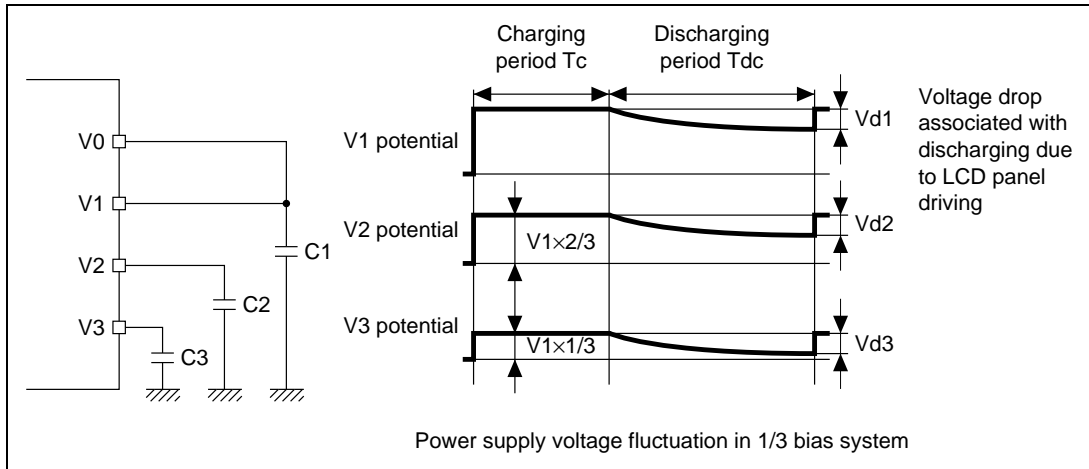 Charging
period Tc
Discharging
period Tdc
V0
V1
V2
V3
C1
C2
C3
V1 potential
Vd1
Voltage drop
associated with
discharging due
to LCD panel
driving
V2 potential
V1×2/3
Vd2
V3 potential
V1×1/3
Vd3
Power supply voltage fluctuation in 1/3 bias system